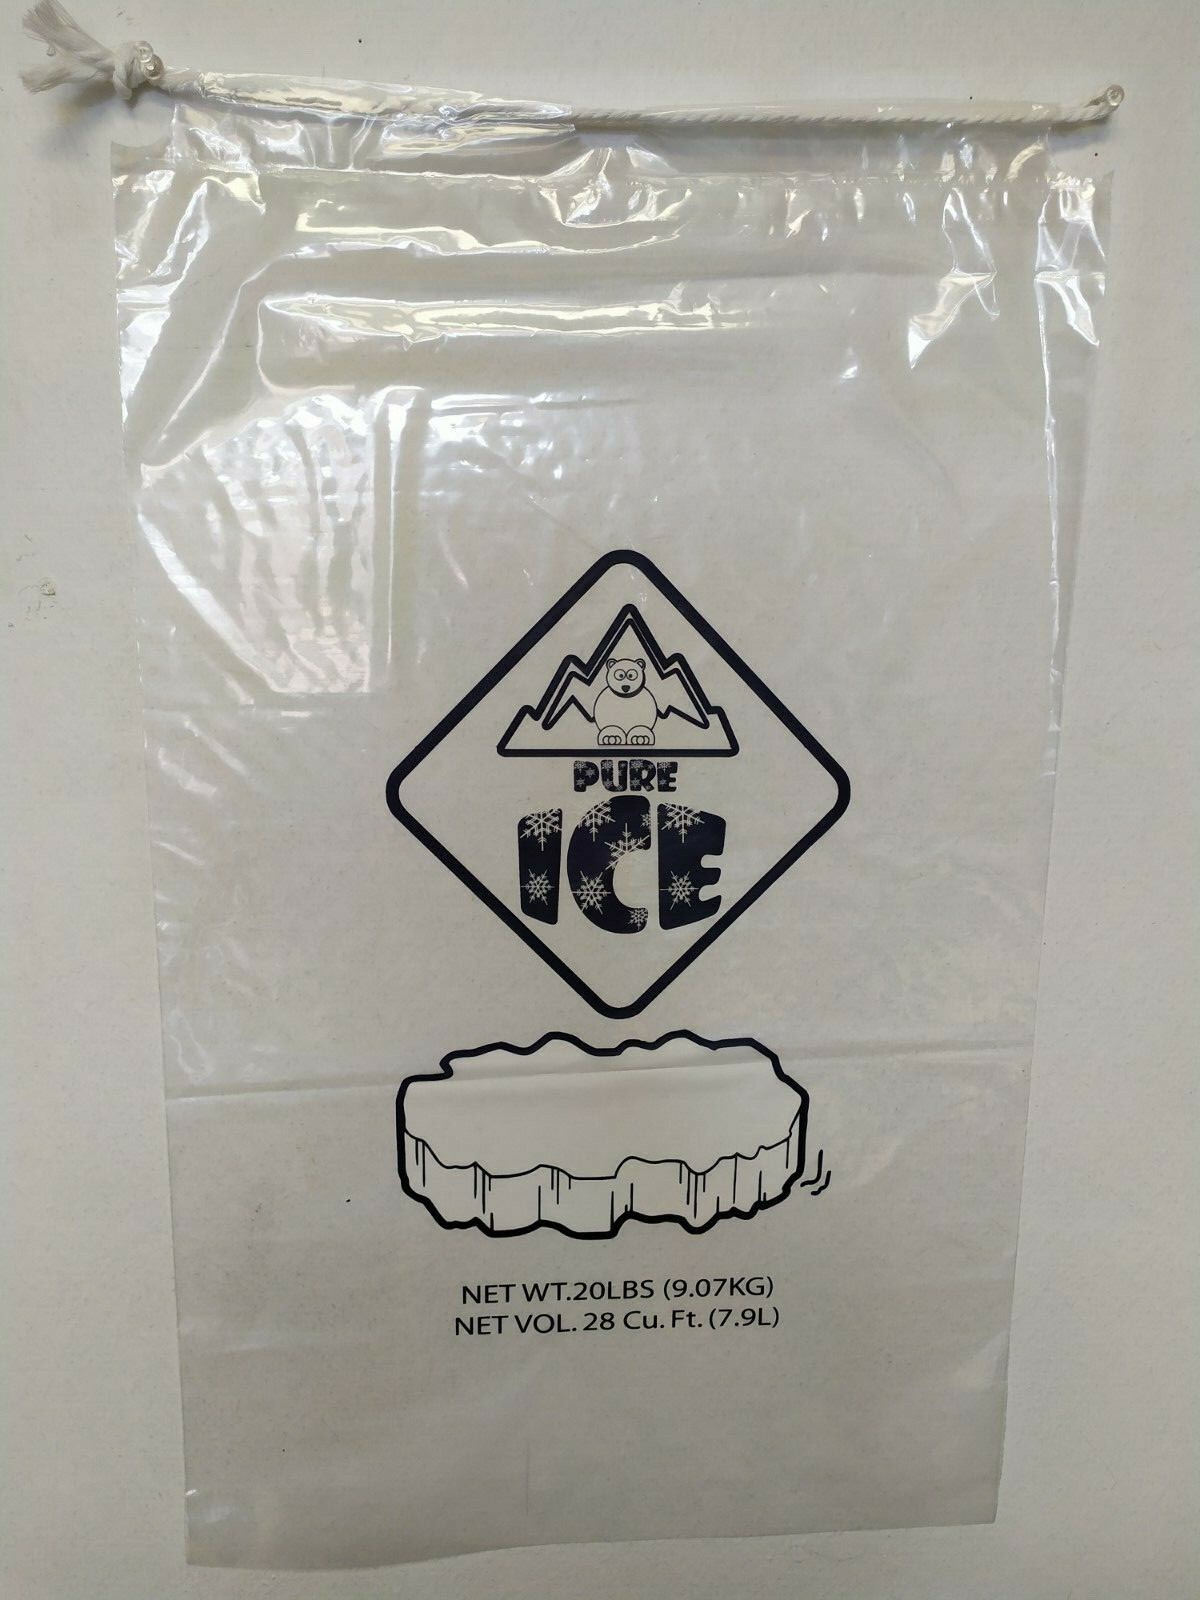 PURE
ICE
NET WT.20LBS (9.07KG)
NET VOL. 28 Cu. Ft. (7.9L)